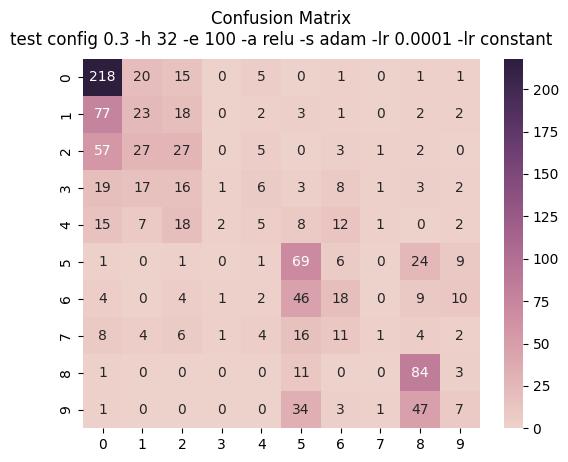 Confusion Matrix
test config 0.3 -h 32 -e 100 -a relu -s adam -lr 0.0001 -lr constant
0 218 20 15 0 5 0 1 0 1 1
1 77 23 18 0 2 3 1 0 2 2
2 57 27 27 0 5 0 3 1 2 0
3 19 17 16 1 6 3 8 1 3 2
4 15 7 18 2 5 8 12 1 0 2
5 1 0 1 0 1 69 6 0 24 9
6 4 0 4 1 2 46 18 0 9 10
7 8 4 6 1 4 16 11 1 4 2
8 1 0 0 0 0 11 0 0 84 3
9 1 0 0 0 0 34 3 1 47 7
0 1 2 3 4 5 6 7 8 9
200
175
150
125
100
75
50
25
0